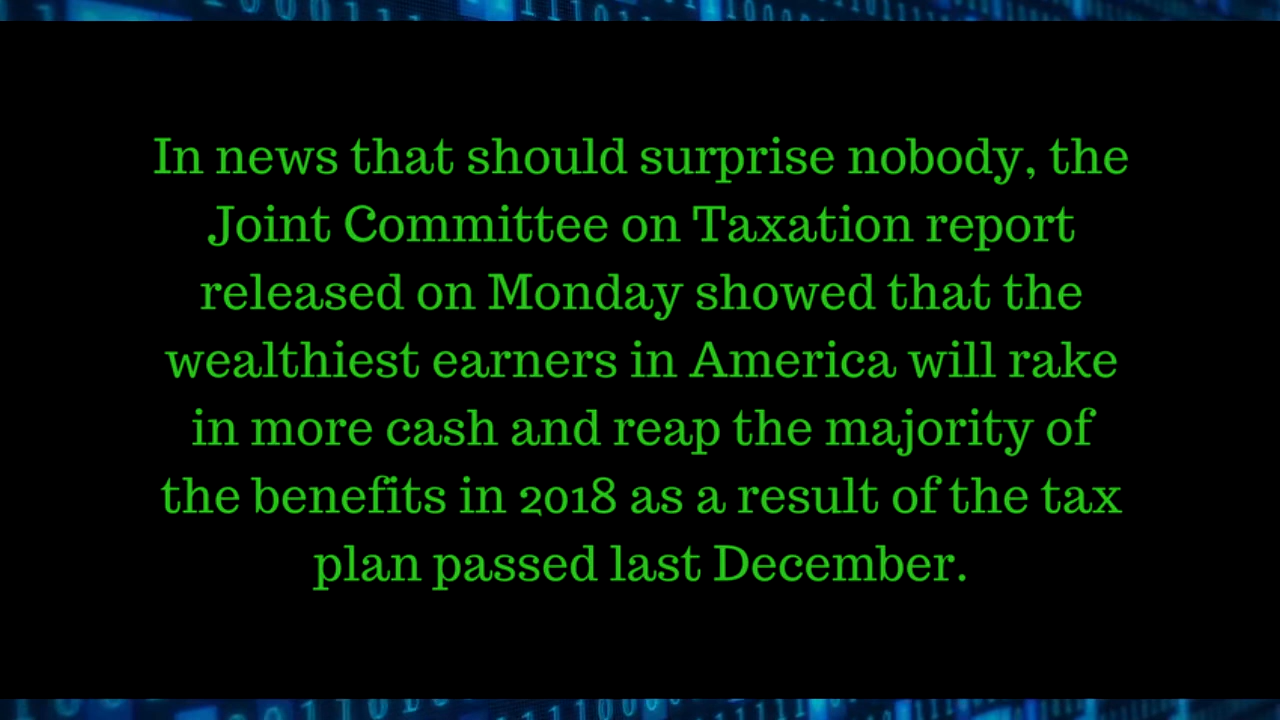 In news that should surprise nobody, the
Joint Committee on Taxation report
released on Monday showed that the
wealthiest earners in America will rake
in more cash and reap the majority of
the benefits in 2018 as a result of the tax
plan passed last December.